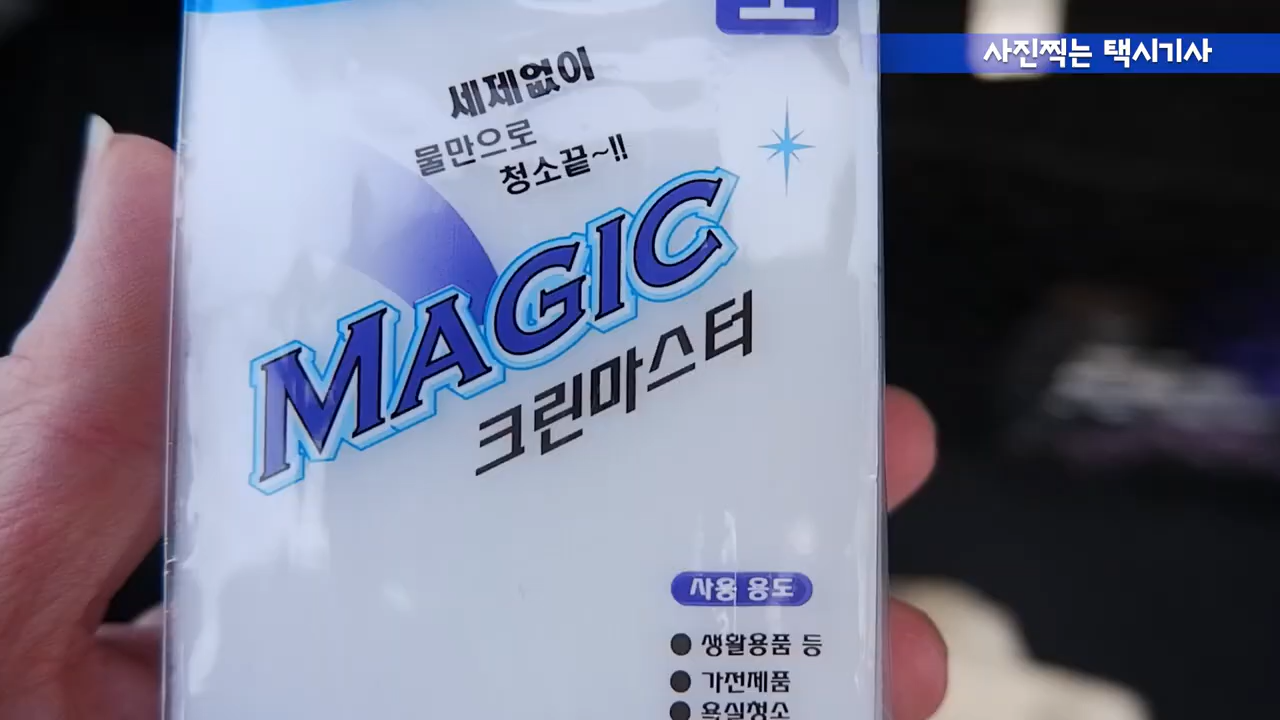 사진찍는 택시기사
세제없이
물만으로
청소끝~!!
MAGIC
크린마스터
사용 용도
● 생활용품 등
● 가전제품
● 욕실청소